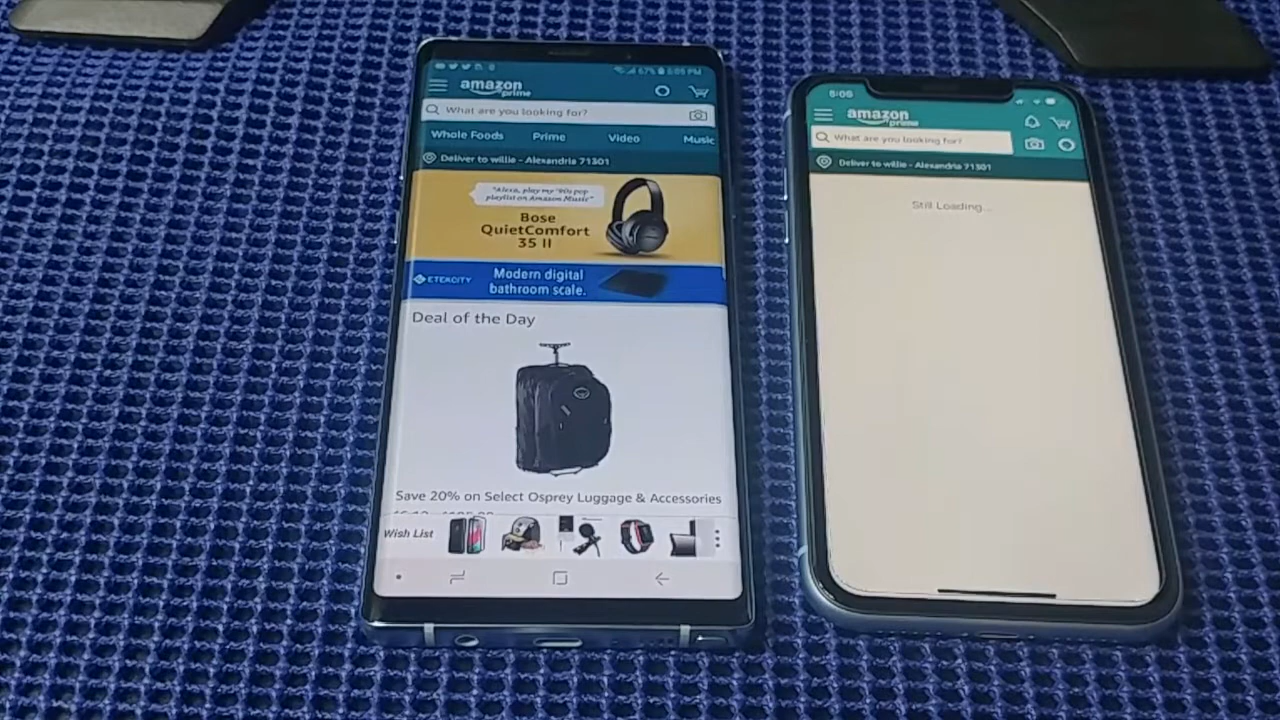 67% 6:05 PM
amazon
prime
What are you looking for?
Whole Foods Prime Video Music
Deliver to willie - Alexandria 71301
"Alexa, play my '90s pop
playlist on Amazon Music"
Bose
QuietComfort
35 II
ETEKCITY
Modern digital
bathroom scale.
Deal of the Day
Save 20% on Select Osprey Luggage & Accessories
Wish List
amazon
prime
What are you looking for?
Deliver to willie - Alexandria 71301
Still Loading...